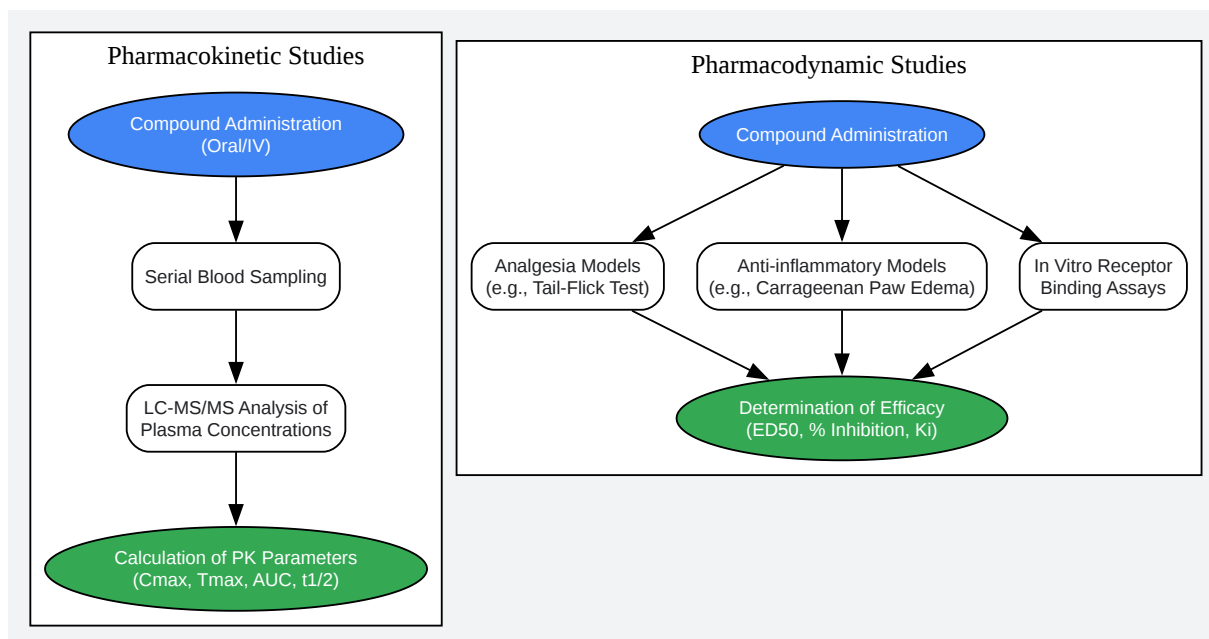 Pharmacokinetic Studies
Compound Administration
(Oral/IV)
Serial Blood Sampling
LC-MS/MS Analysis of
Plasma Concentrations
Calculation of PK Parameters
(Cmax, Tmax, AUC, t1/2)
Pharmacodynamic Studies
Compound Administration
Analgesia Models
(e.g., Tail-Flick Test)
Anti-inflammatory Models
(e.g., Carrageenan Paw Edema)
In Vitro Receptor
Binding Assays
Determination of Efficacy
(ED50, % Inhibition, Ki)